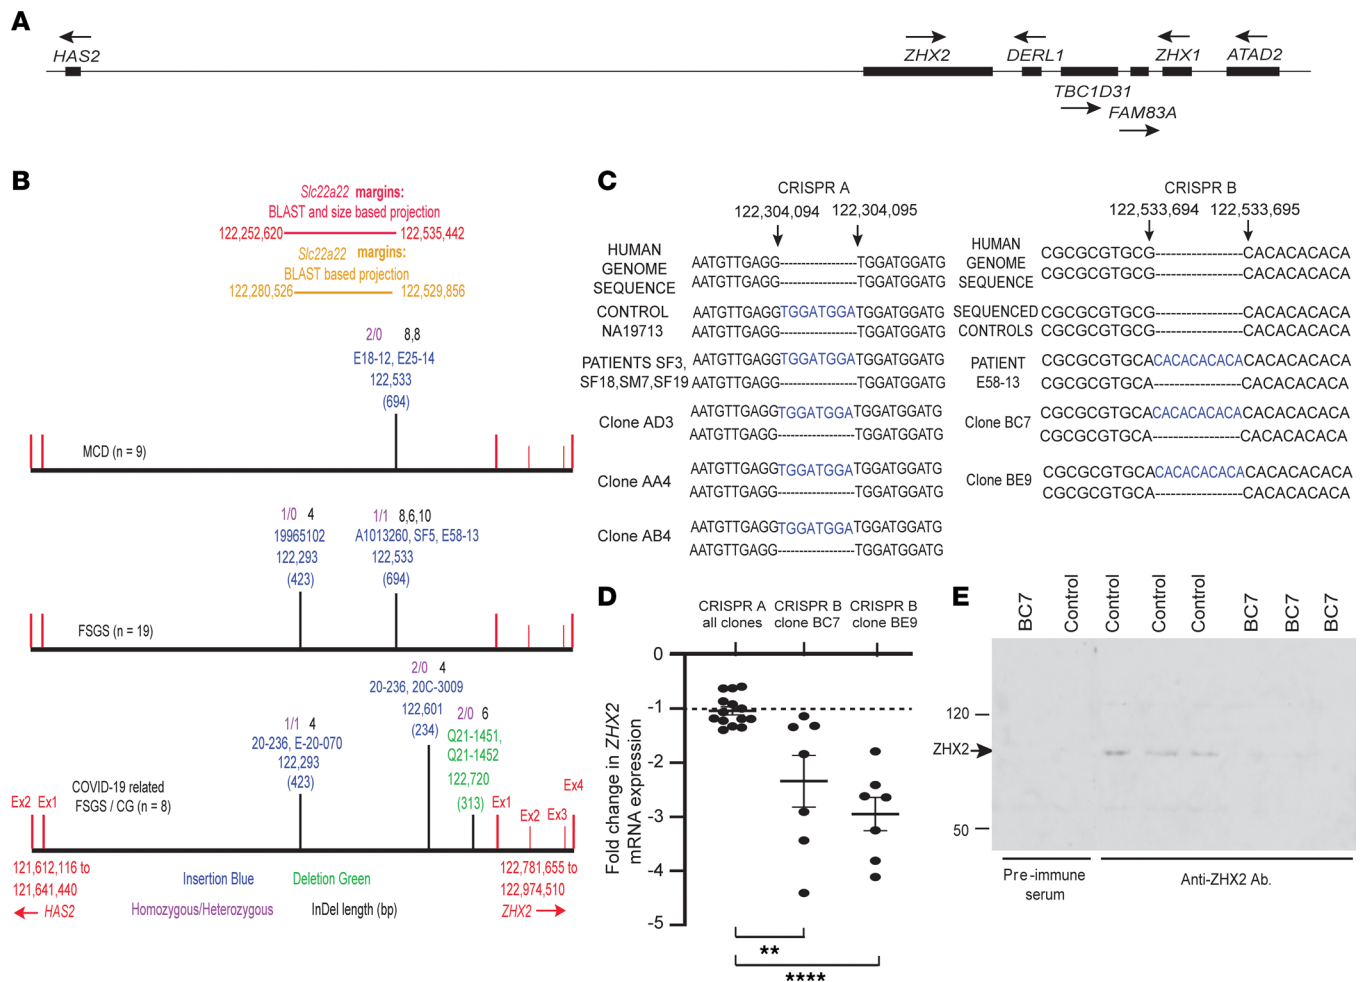 A
HAS2
ZHX2
DERL1
ZHX1
ATAD2
TBC1D31
FAM83A
B
Slc22a22 margins:
BLAST and size based projection
122,252,620
122,535,442
Slc22a22 margins:
BLAST based projection
122,280,526
122,529,856
2/0 8,8
E18-12, E25-14
122,533
(694)
MCD (n = 9)
1/0 4
19965102
122,293
(423)
1/1 8,6,10
A1013260, SF5, E58-13
122,533
(694)
FSGS (n = 19)
2/0 4
20-236, 20C-3009
122,601
(234)
1/1 4
20-236, E-20-070
122,293
(423)
2/0 6
Q21-1451,
Q21-1452
122,720
(313)
COVID-19 related
FSGS / CG (n = 8)
Ex2 Ex1
Ex1
Ex2
Ex3
Ex4
121,612,116 to
121,641,440
HAS2
122,781,655 to
122,974,510
ZHX2
Insertion Blue
Deletion Green
Homozygous/Heterozygous
InDel length (bp)
C
CRISPR A
122,304,094
122,304,095
HUMAN
GENOME
SEQUENCE
AATGTTGAGG------------------TGGATGGATG
AATGTTGAGG------------------TGGATGGATG
CONTROL
NA19713
AATGTTGAGGTGGATGGATGGATGGATG
AATGTTGAGG------------------TGGATGGATG
PATIENTS SF3,
SF18,SM7,SF19
AATGTTGAGGTGGATGGATGGATGGATG
AATGTTGAGG------------------TGGATGGATG
Clone AD3
AATGTTGAGGTGGATGGATGGATGGATG
AATGTTGAGG------------------TGGATGGATG
Clone AA4
AATGTTGAGGTGGATGGATGGATGGATG
AATGTTGAGG------------------TGGATGGATG
Clone AB4
AATGTTGAGGTGGATGGATGGATGGATG
AATGTTGAGG------------------TGGATGGATG
CRISPR B
122,533,694
122,533,695
HUMAN
GENOME
SEQUENCE
CGCGCGTGCG------------------CACACACACA
CGCGCGTGCG------------------CACACACACA
SEQUENCED
CONTROLS
CGCGCGTGCG------------------CACACACACA
CGCGCGTGCG------------------CACACACACA
PATIENT
E58-13
CGCGCGTGCACACACACACACACACACACA
CGCGCGTGCA------------------CACACACACA
Clone BC7
CGCGCGTGCACACACACACACACACACACA
CGCGCGTGCA------------------CACACACACA
Clone BE9
CGCGCGTGCACACACACACACACACACACA
CGCGCGTGCA------------------CACACACACA
D
CRISPR A
all clones
CRISPR B
clone BC7
CRISPR B
clone BE9
Fold change in ZHX2
mRNA expression
0
-1
-2
-3
-4
-5
**
****
E
BC7
Control
Control
Control
Control
BC7
BC7
BC7
120
ZHX2
50
Pre-immune
serum
Anti-ZHX2 Ab.